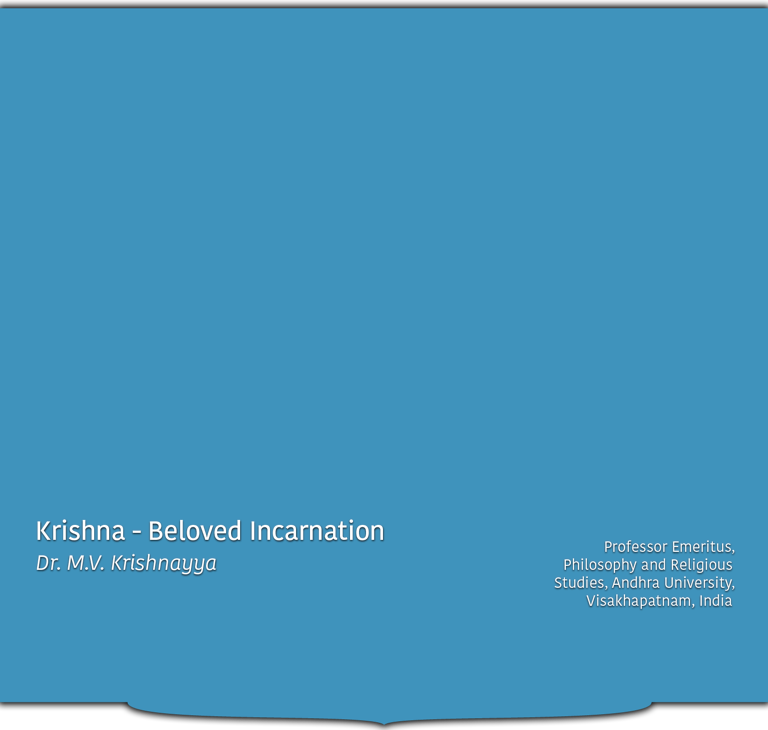 Krishna - Beloved Incarnation
Dr. M.V. Krishnayya
Professor Emeritus,
Philosophy and Religious
Studies, Andhra University,
Visakhapatnam, India